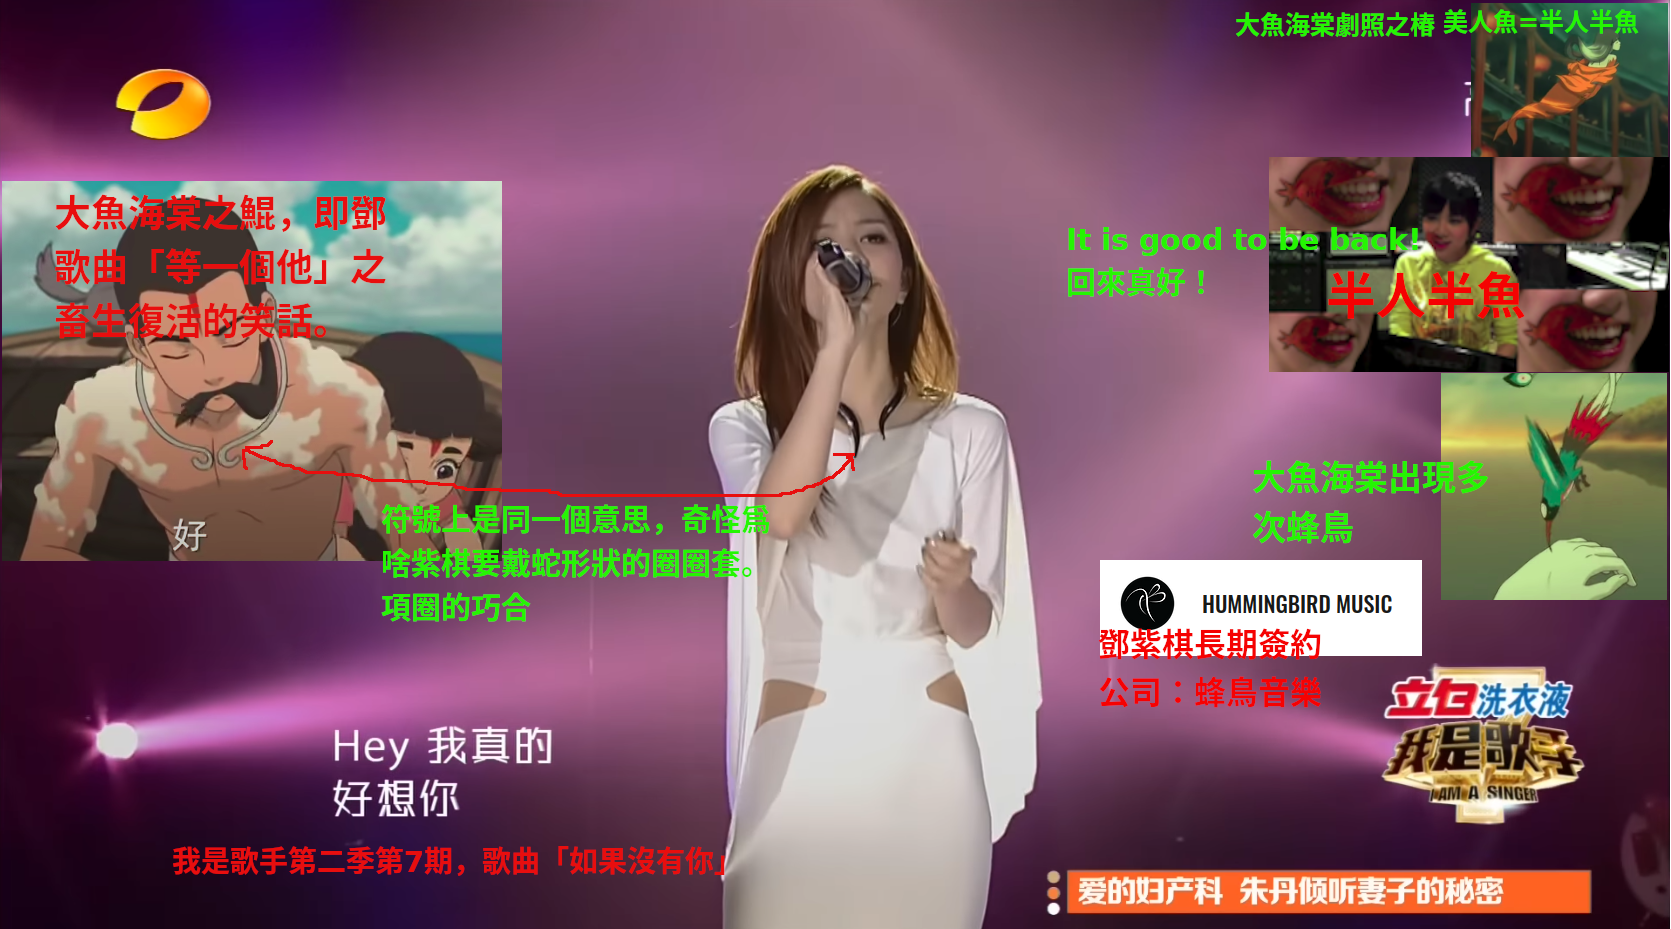 大魚海棠劇照之椿 美人魚=半人半魚
大魚海棠之鯤，即鄧
歌曲「等一個他」之
畜生復活的笑話。
It is good to be back!
回來真好！
半人半魚
大魚海棠出現多
次蜂鳥
好
符號上是同一個意思，奇怪爲
啥紫棋要戴蛇形狀的圈圈套。
項圈的巧合
HUMMINGBIRD MUSIC
鄧紫棋長期簽約
公司：蜂鳥音樂
立白洗衣液
我是歌手
I AM A SINGER
Hey 我真的
好想你
我是歌手第二季第7期，歌曲「如果沒有你」
爱的妇产科 朱丹倾听妻子的秘密